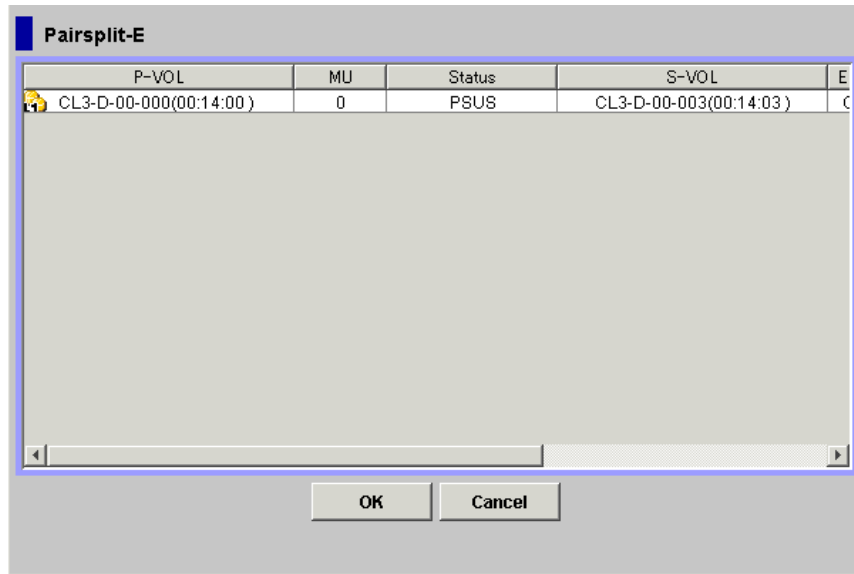 Pairsplit-E
P-VOL MU Status S-VOL E
CL3-D-00-000(00:14:00 ) 0 PSUS CL3-D-00-003(00:14:03 )
OK Cancel